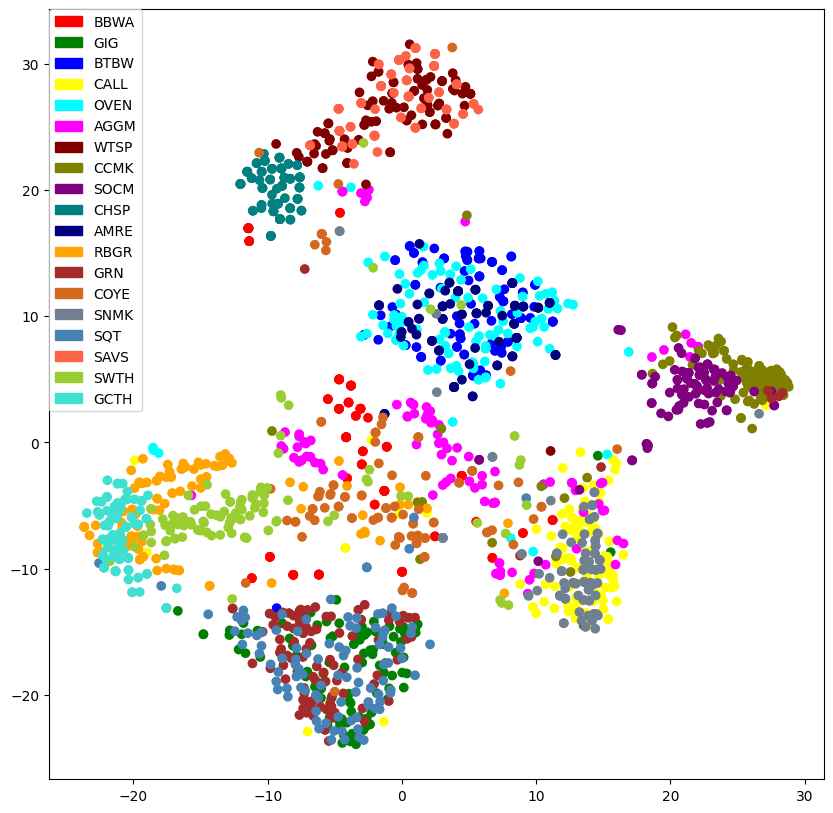 BBWA
GIG
BTBW
CALL
OVEN
AGGM
WTSP
CCMK
SOCM
CHSP
AMRE
RBGR
GRN
COYE
SNMK
SQT
SAVS
SWTH
GCTH
30
20
10
0
−10
−20
−20 −10 0 10 20 30